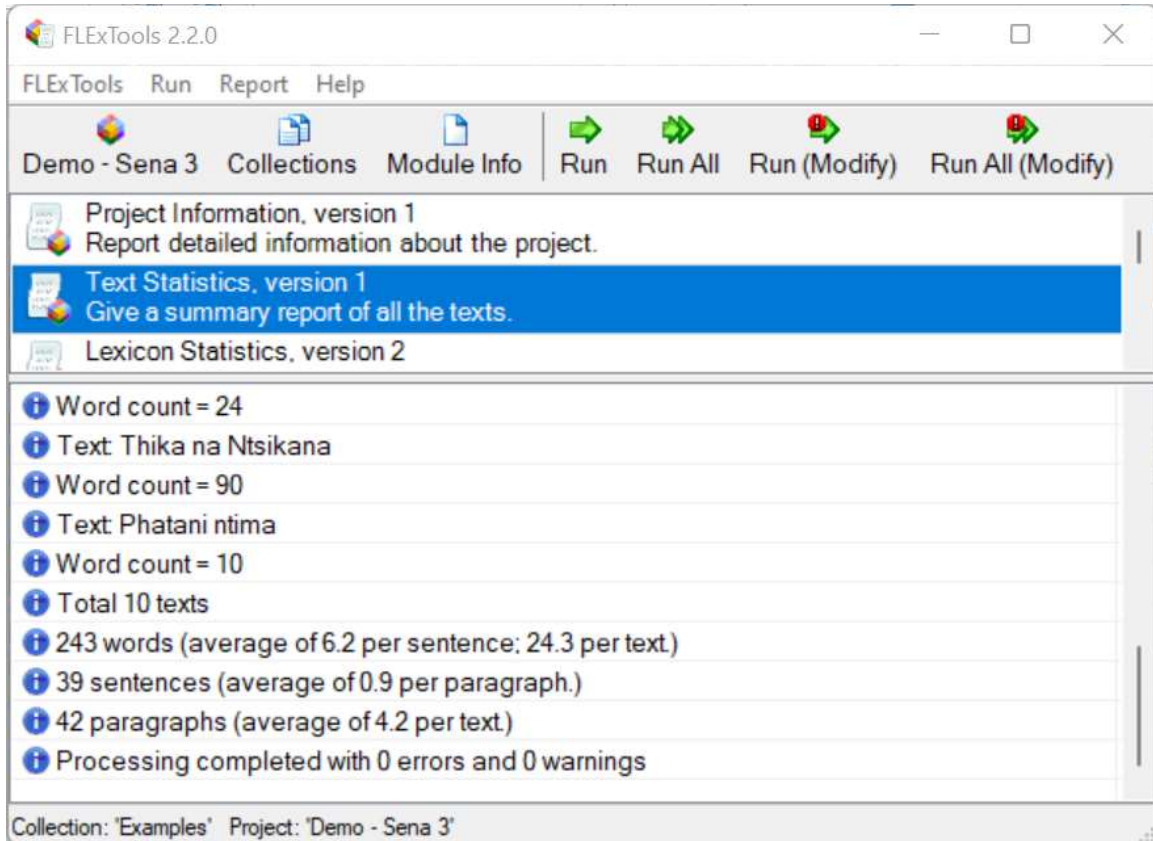 FLExTools 2.2.0
FLExTools Run Report Help
Demo - Sena 3 Collections Module Info Run Run All Run (Modify) Run All (Modify)
Project Information, version 1
Report detailed information about the project.
Text Statistics, version 1
Give a summary report of all the texts.
Lexicon Statistics, version 2
Word count = 24
Text: Thika na Ntsikana
Word count = 90
Text: Phatani ntima
Word count = 10
Total 10 texts
243 words (average of 6.2 per sentence; 24.3 per text.)
39 sentences (average of 0.9 per paragraph.)
42 paragraphs (average of 4.2 per text.)
Processing completed with 0 errors and 0 warnings
Collection: 'Examples' Project: 'Demo - Sena 3'